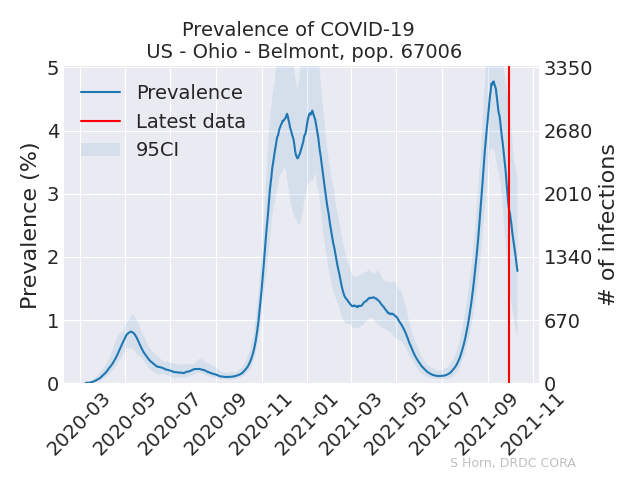 Prevalence of COVID-19
US - Ohio - Belmont, pop. 67006
Prevalence
Latest data
95CI
Prevalence (%)
5
4
3
2
1
0
# of infections
3350
2680
2010
1340
670
0
2020-03
2020-05
2020-07
2020-09
2020-11
2021-01
2021-03
2021-05
2021-07
2021-09
2021-11
S Horn, DRDC CORA